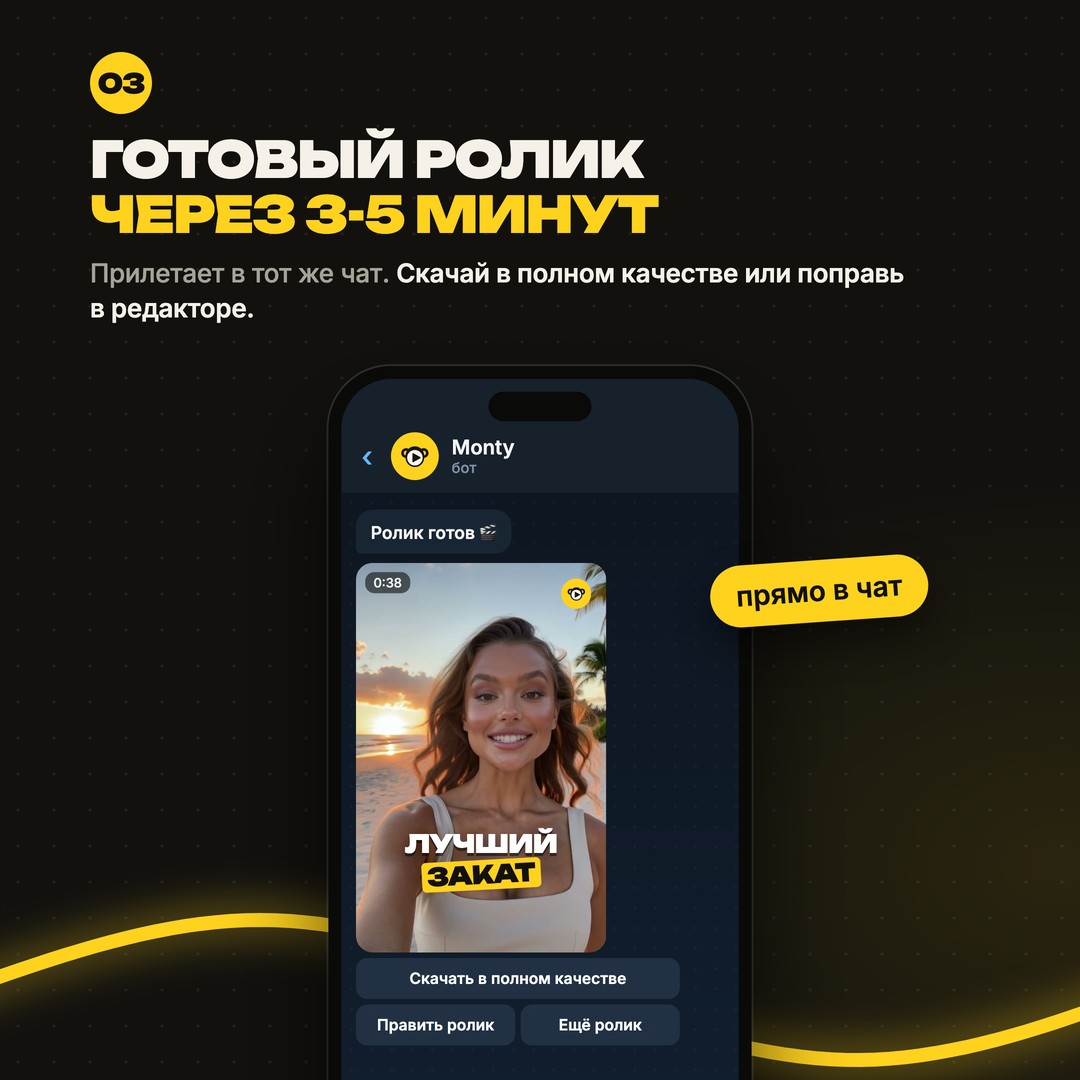 03
ГОТОВЫЙ РОЛИК
ЧЕРЕЗ 3-5 МИНУТ
Прилетает в тот же чат. Скачай в полном качестве или поправь
в редакторе.
Monty
бот
Ролик готов 🎬
0:38
прямо в чат
ЛУЧШИЙ
ЗАКАТ
Скачать в полном качестве
Править ролик
Ещё ролик